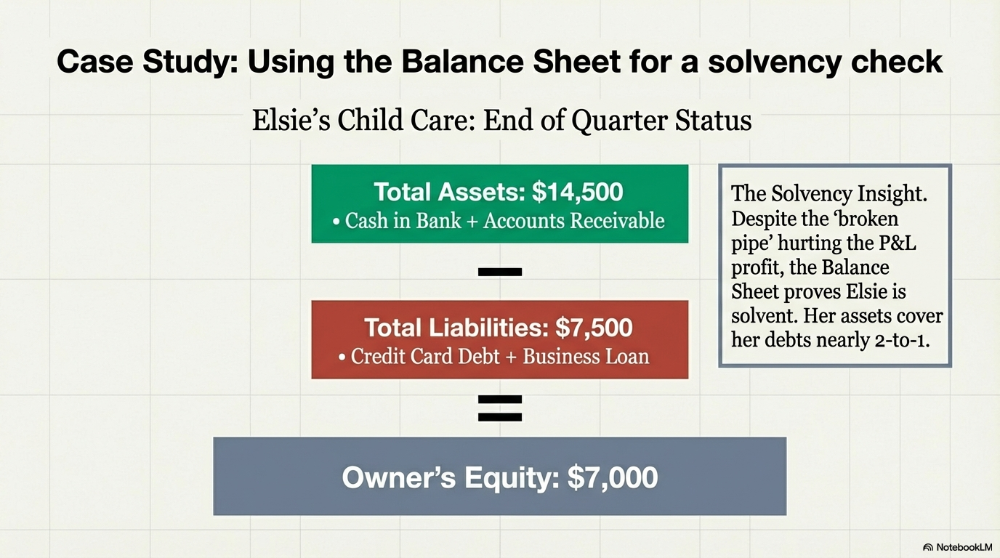 Case Study: Using the Balance Sheet for a solvency check
Elsie’s Child Care: End of Quarter Status
Total Assets: $14,500
• Cash in Bank + Accounts Receivable
Total Liabilities: $7,500
• Credit Card Debt + Business Loan
Owner’s Equity: $7,000
The Solvency Insight.
Despite the ‘broken
pipe’ hurting the P&L
profit, the Balance
Sheet proves Elsie is
solvent. Her assets cover
her debts nearly 2-to-1.
NotebookLM